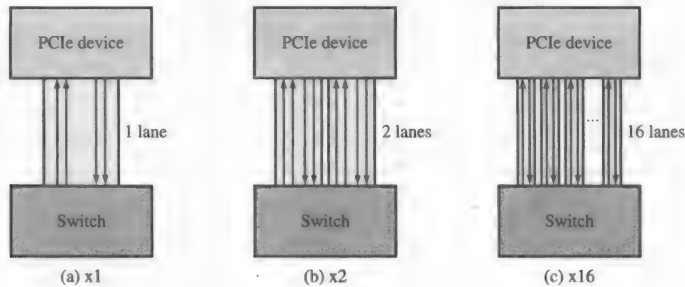 PCIe device
PCIe device
PCIe device
1 lane
2 lanes
...
16 lanes
Switch
Switch
Switch
(a) x1
(b) x2
(c) x16